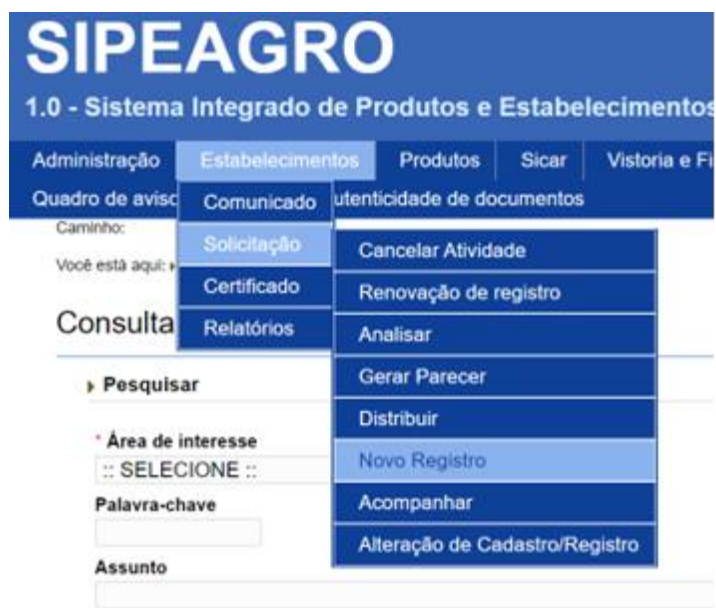 SIPEAGRO
1.0 - Sistema Integrado de Produtos e Estabelecimentos
Administração Estabelecimentos Produtos Sicar Vistoria e Fi
Quadro de aviso utenticidade de documentos
Comunicado
Solicitação
Certificado
Relatórios
Cancelar Atividade
Renovação de registro
Analisar
Gerar Parecer
Distribuir
Novo Registro
Acompanhar
Alteração de Cadastro/Registro
Caminho:
Você está aqui:
Consulta
Pesquisar
* Área de interesse
:: SELECIONE ::
Palavra-chave
Assunto